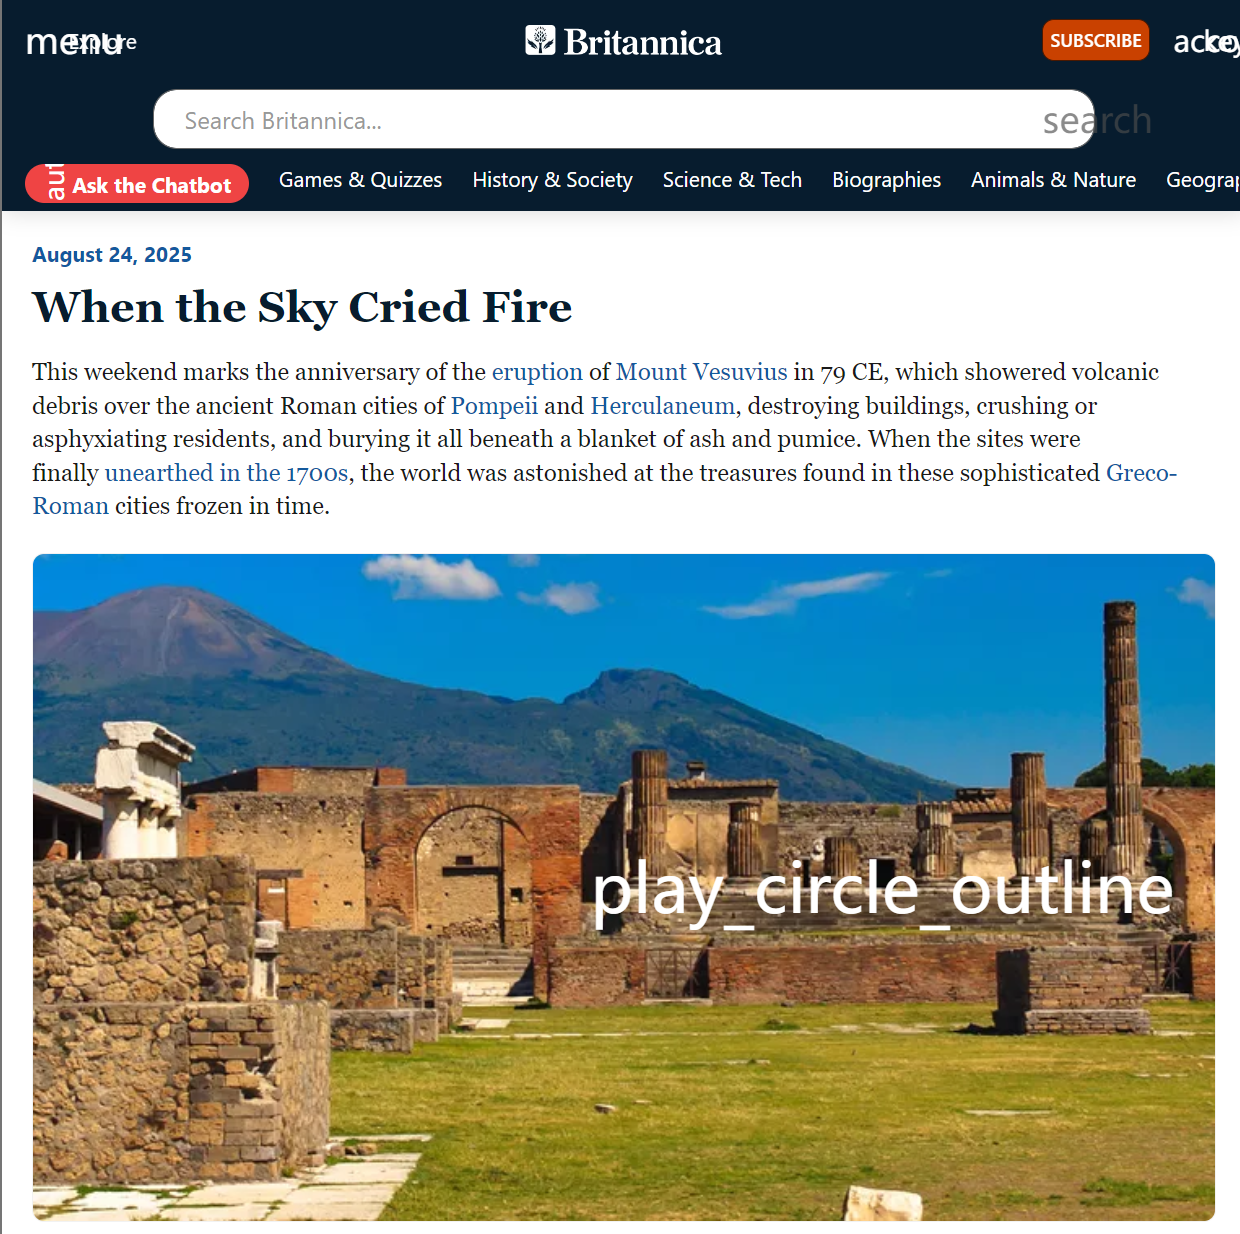 menu Explore
Britannica
SUBSCRIBE
Search Britannica...
search
Ask the Chatbot
Games & Quizzes
History & Society
Science & Tech
Biographies
Animals & Nature
August 24, 2025
When the Sky Cried Fire
This weekend marks the anniversary of the eruption of Mount Vesuvius in 79 CE, which showered volcanic
debris over the ancient Roman cities of Pompeii and Herculaneum, destroying buildings, crushing or
asphyxiating residents, and burying it all beneath a blanket of ash and pumice. When the sites were
finally unearthed in the 1700s, the world was astonished at the treasures found in these sophisticated Greco-
Roman cities frozen in time.
play_circle_outline